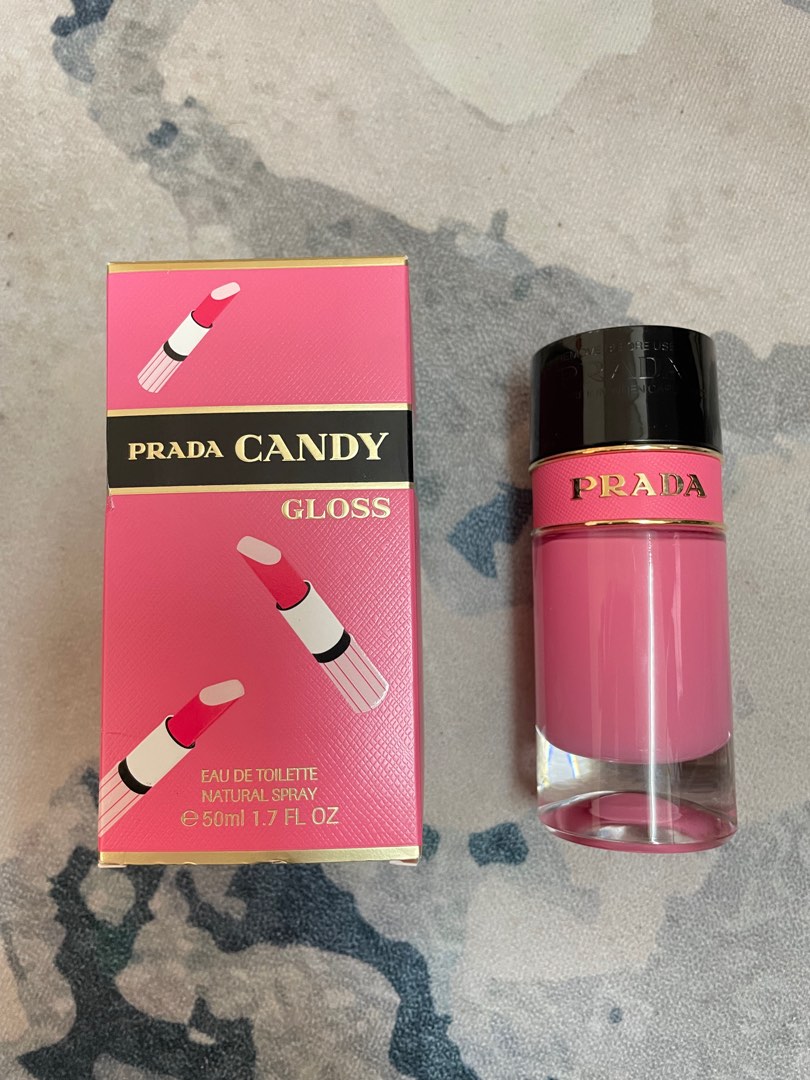 PRADA CANDY
GLOSS
EAU DE TOILETTE
NATURAL SPRAY
℮ 50ml 1.7 FL OZ
PRADA
PRADA